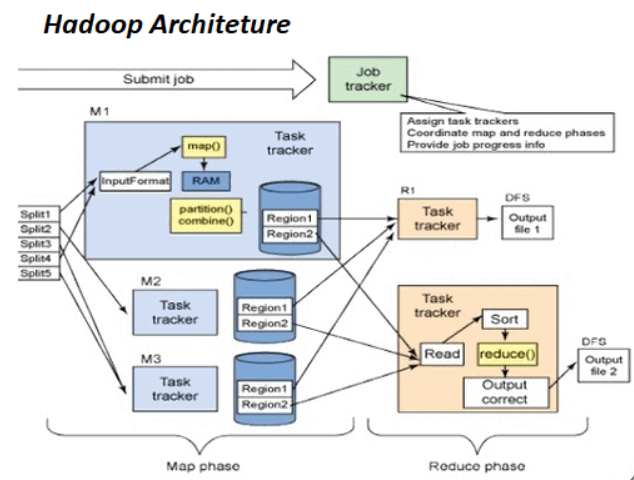 Hadoop Architeture
Submit job
Job
tracker
Assign task trackers
Coordinate map and reduce phases
Provide job progress info
M1
Task
tracker
map()
InputFormat
RAM
partition()
combine()
Region1
Region2
Split1
Split2
Split3
Split4
Split5
M2
Task
tracker
Region1
Region2
M3
Task
tracker
Region1
Region2
R1
Task
tracker
DFS
Output
file 1
Task
tracker
Sort
Read
reduce()
Output
correct
DFS
Output
file 2
Map phase
Reduce phase